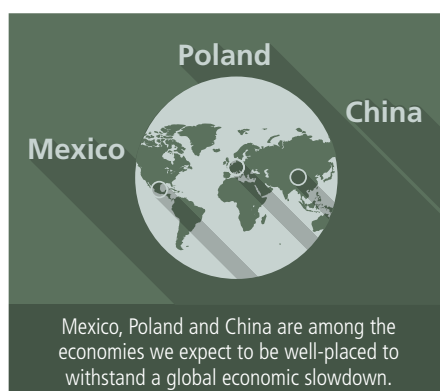 Poland
China
Mexico
Mexico, Poland and China are among the
economies we expect to be well-placed to
withstand a global economic slowdown.